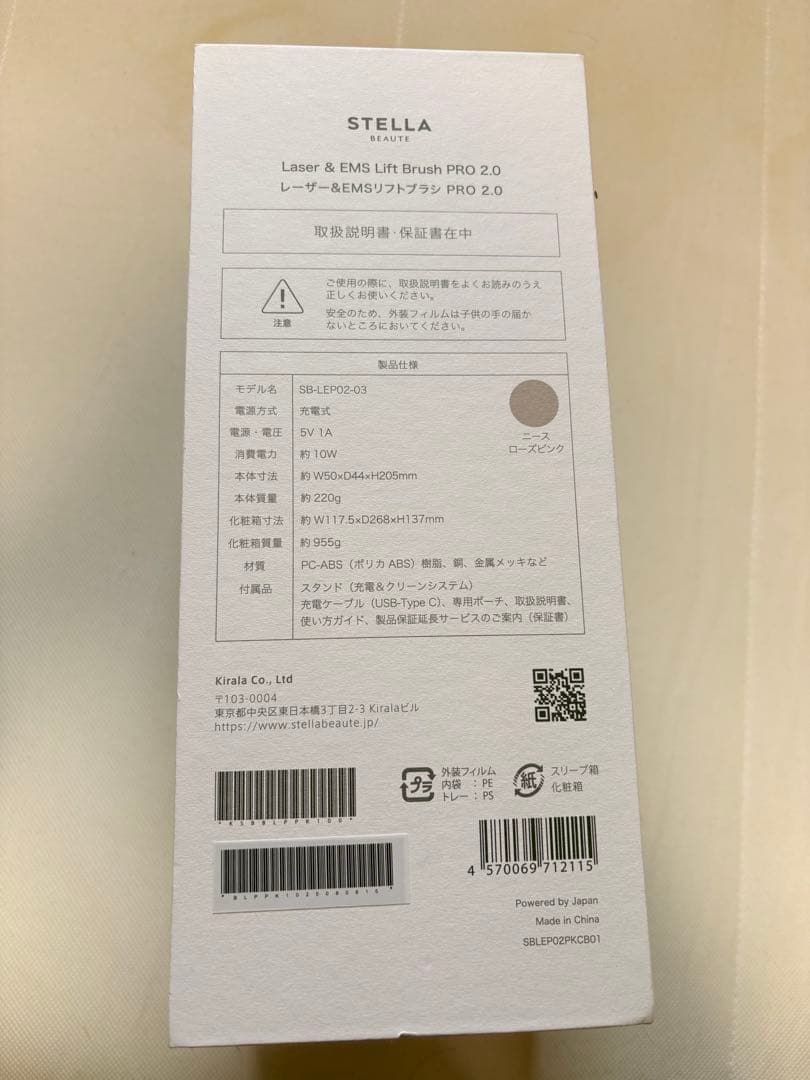 STELLA
BEAUTE
Laser & EMS Lift Brush PRO 2.0
レーザー&EMSリフトブラシ PRO 2.0
取扱説明書・保証書在中
注意
ご使用の際に、取扱説明書をよくお読みのうえ
正しくお使いください。
安全のため、外装フィルムは子供の手の届か
ないところにおいてください。
製品仕様
モデル名 SB-LEP02-03
電源方式 充電式
電源・電圧 5V 1A
消費電力 約10W
本体寸法 約 W50×D44×H205mm
本体質量 約 220g
化粧箱寸法 約 W117.5×D268×H137mm
化粧箱質量 約 955g
材質 PC-ABS（ポリカ ABS）樹脂、銅、金属メッキなど
付属品 スタンド（充電&クリーンシステム）
充電ケーブル（USB-Type C）、専用ポーチ、取扱説明書、
使い方ガイド、製品保証延長サービスのご案内（保証書）
ニース
ローズピンク
Kirala Co., Ltd
〒103-0004
東京都中央区東日本橋3丁目2-3 Kiralaビル
https://www.stellabeaute.jp/
プラ
外装フィルム
内袋 : PE
トレー : PS
紙
スリーブ箱
化粧箱
*KSBBLPPK100*
*BLPPK1025080815*
4 570069 712115
Powered by Japan
Made in China
SBLEP02PKCB01